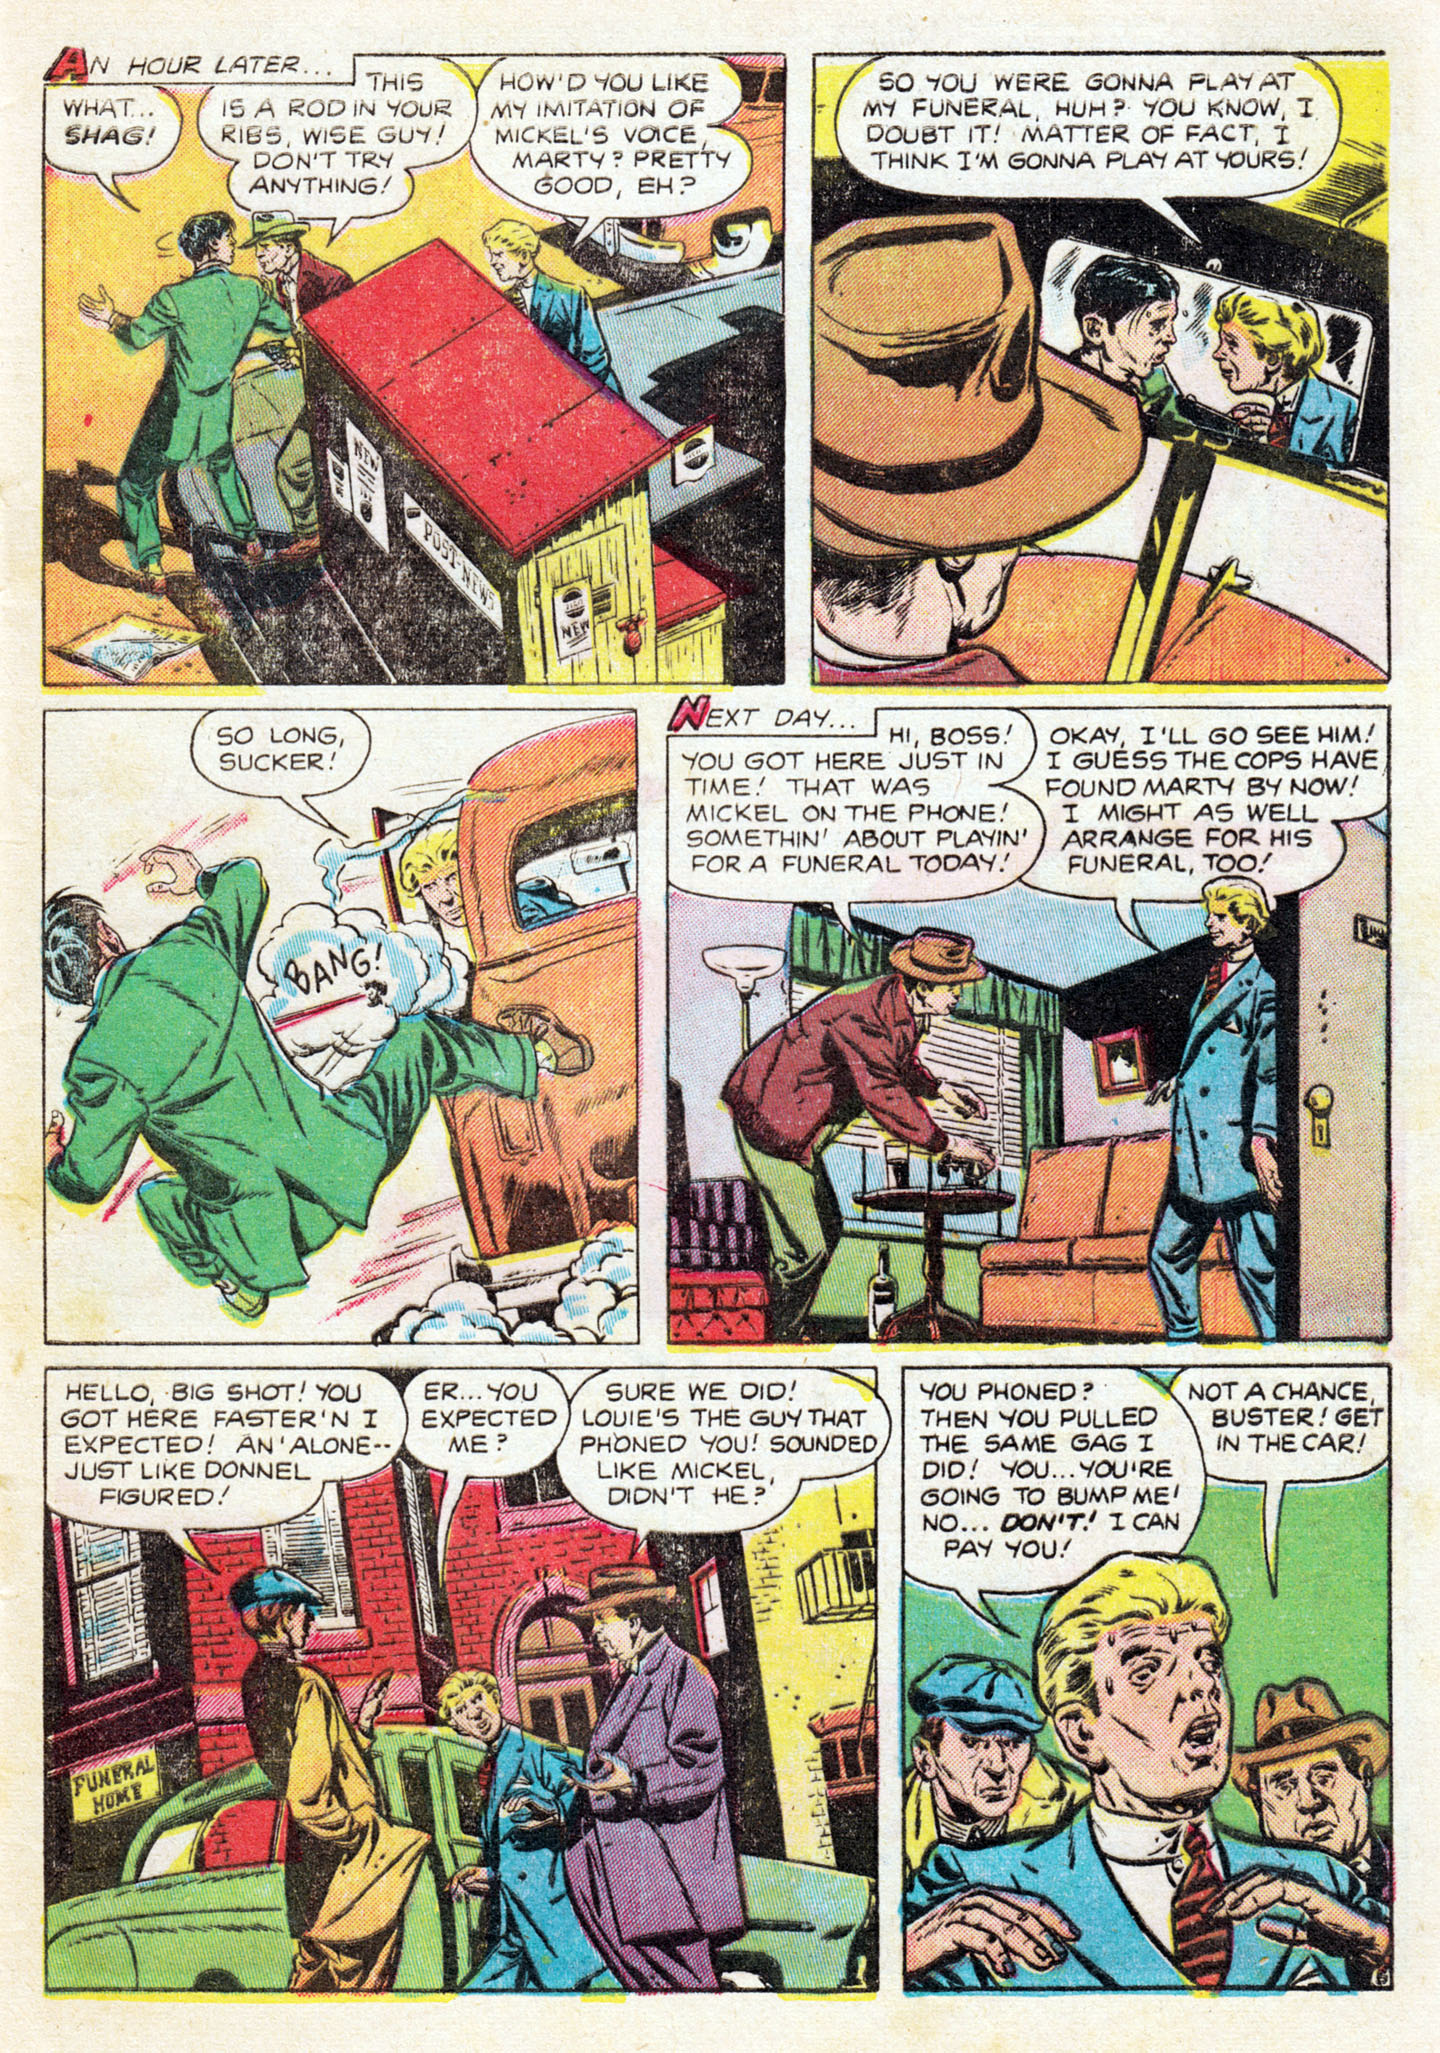 AN HOUR LATER...
WHAT...
SHAG!
THIS
IS A ROD IN YOUR
RIBS, WISE GUY!
DON'T TRY
ANYTHING!
HOW'D YOU LIKE
MY IMITATION OF
MICKEL'S VOICE,
MARTY? PRETTY
GOOD, EH?
NEW
POST-NEWS
NEW
SO YOU WERE GONNA PLAY AT
MY FUNERAL, HUH? YOU KNOW, I
DOUBT IT! MATTER OF FACT, I
THINK I'M GONNA PLAY AT YOURS!
SO LONG,
SUCKER!
BANG!
NEXT DAY...
HI, BOSS!
YOU GOT HERE JUST IN
TIME! THAT WAS
MICKEL ON THE PHONE!
SOMETHIN' ABOUT PLAYIN'
FOR A FUNERAL TODAY!
OKAY, I'LL GO SEE HIM!
I GUESS THE COPS HAVE
FOUND MARTY BY NOW!
I MIGHT AS WELL
ARRANGE FOR HIS
FUNERAL, TOO!
HELLO, BIG SHOT! YOU
GOT HERE FASTER'N I
EXPECTED! AN' ALONE--
JUST LIKE DONNEL
FIGURED!
ER...YOU
EXPECTED
ME?
SURE WE DID!
LOUIE'S THE GUY THAT
PHONED YOU! SOUNDED
LIKE MICKEL,
DIDN'T HE?
FUNERAL
HOME
YOU PHONED?
THEN YOU PULLED
THE SAME GAG I
DID! YOU...YOU'RE
GOING TO BUMP ME!
NO... DON'T! I CAN
PAY YOU!
NOT A CHANCE,
BUSTER! GET
IN THE CAR!